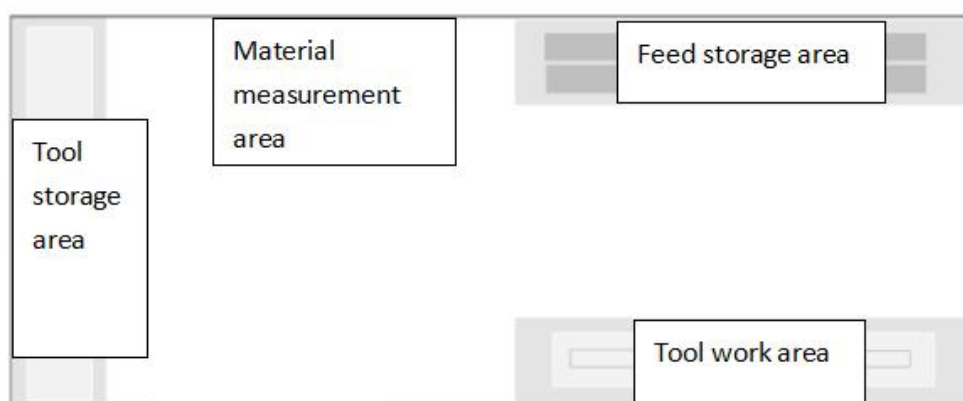 Material
measurement
area
Feed storage area
Tool
storage
area
Tool work area